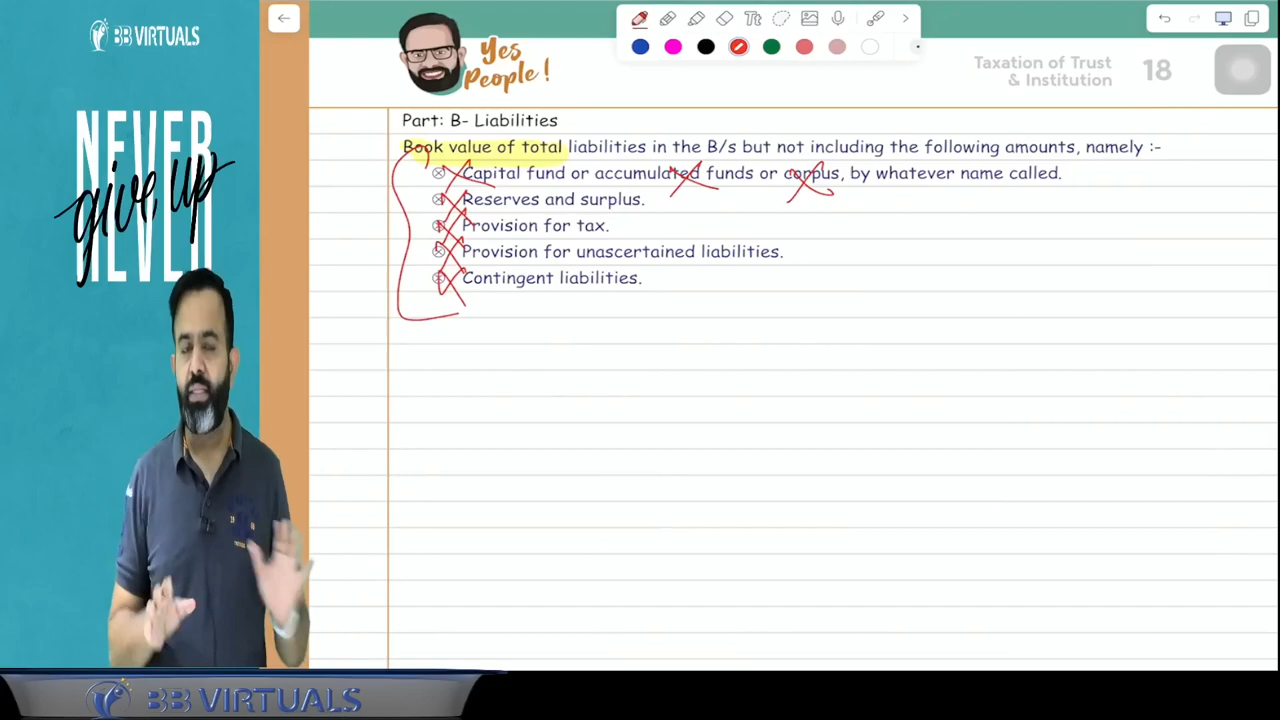 BB VIRTUALS
NEVER
give up
NEVER
Yes
People!
Tt
Taxation of Trust
& Institution
18
Part: B- Liabilities
Book value of total liabilities in the B/s but not including the following amounts, namely :-
Capital fund or accumulated funds or corpus, by whatever name called.
Reserves and surplus.
Provision for tax.
Provision for unascertained liabilities.
Contingent liabilities.
BB VIRTUALS